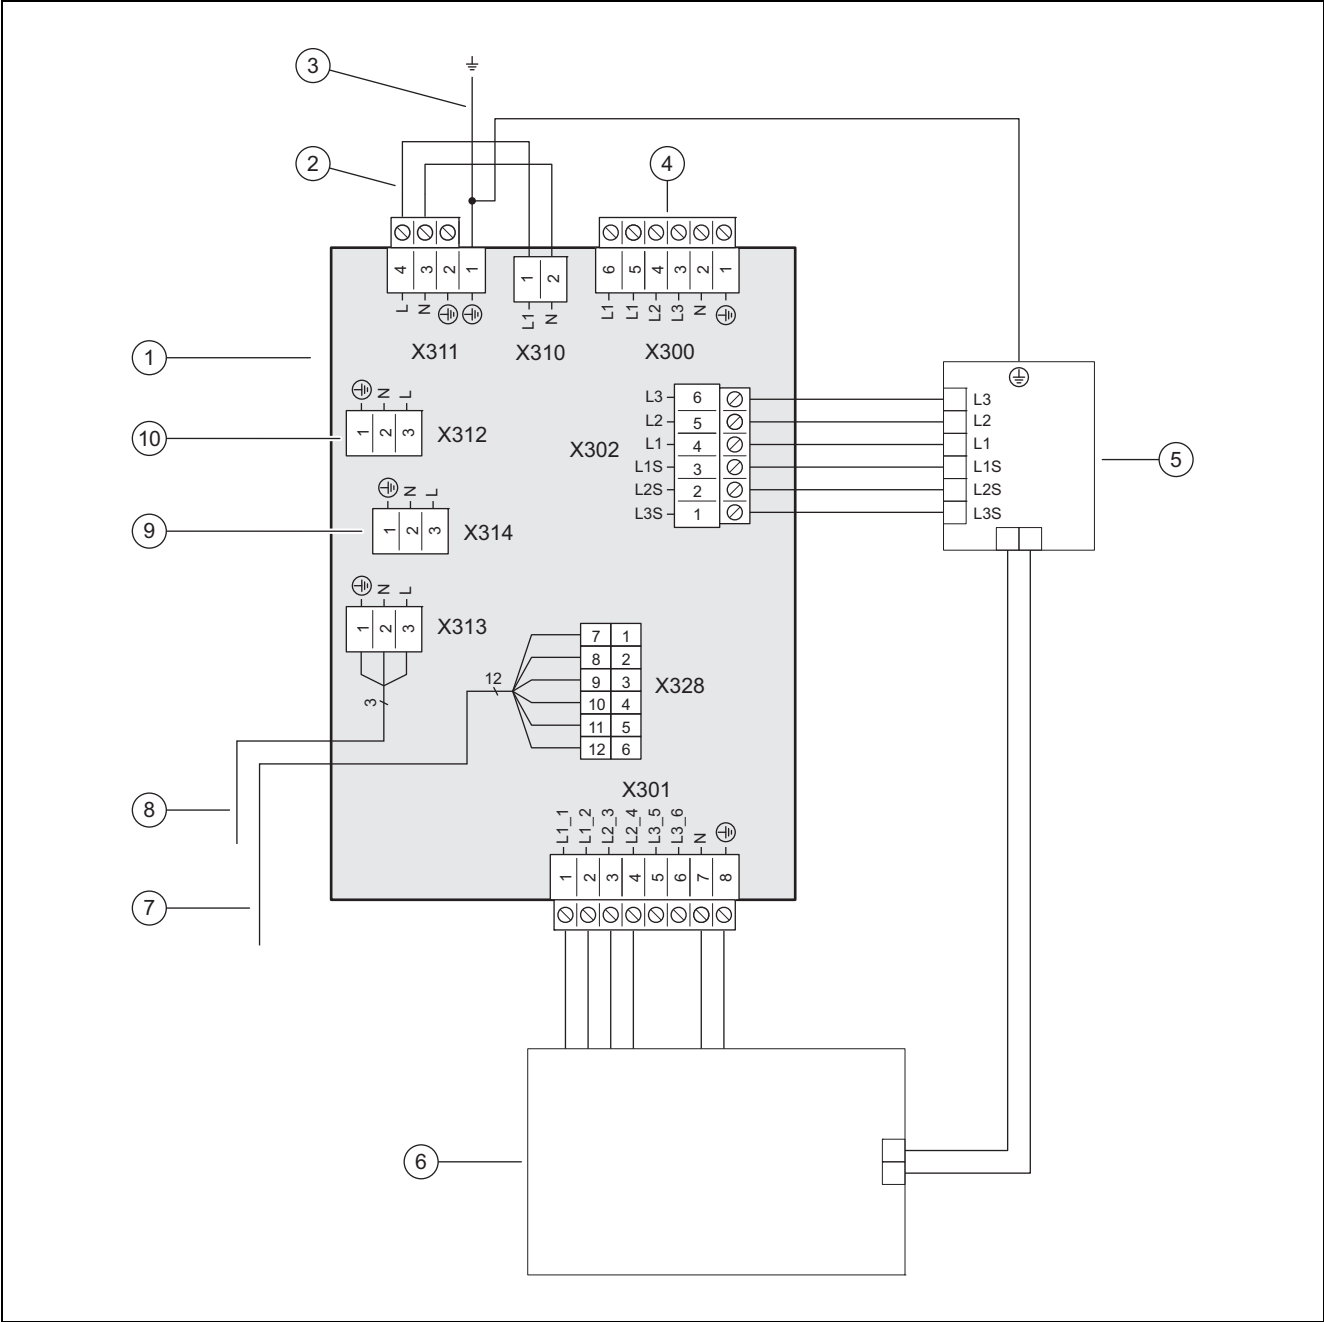 3
2
4
4 3 2 1
L N
X311
1 2
L1 N
X310
6 5 4 3 2 1
L1 L1 L2 L3 N
X300
1
N L
1 2 3
X312
10
L3 6
L2 5
L1 4
L1S 3
L2S 2
L3S 1
X302
L3
L2
L1
L1S
L2S
L3S
5
N L
1 2 3
X314
9
N L
1 2 3
X313
3
12
7 1
8 2
9 3
10 4
11 5
12 6
X328
8
7
X301
L1_1 L1_2 L2_3 L2_4 L3_5 L3_6 N
1 2 3 4 5 6 7 8
6